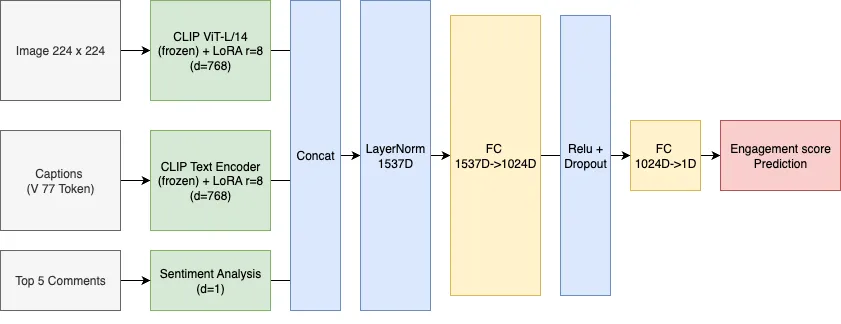 Image 224 x 224
CLIP ViT-L/14
(frozen) + LoRA r=8
(d=768)
Captions
(V 77 Token)
CLIP Text Encoder
(frozen) + LoRA r=8
(d=768)
Top 5 Comments
Sentiment Analysis
(d=1)
Concat
LayerNorm
1537D
FC
1537D->1024D
Relu +
Dropout
FC
1024D->1D
Engagement score
Prediction